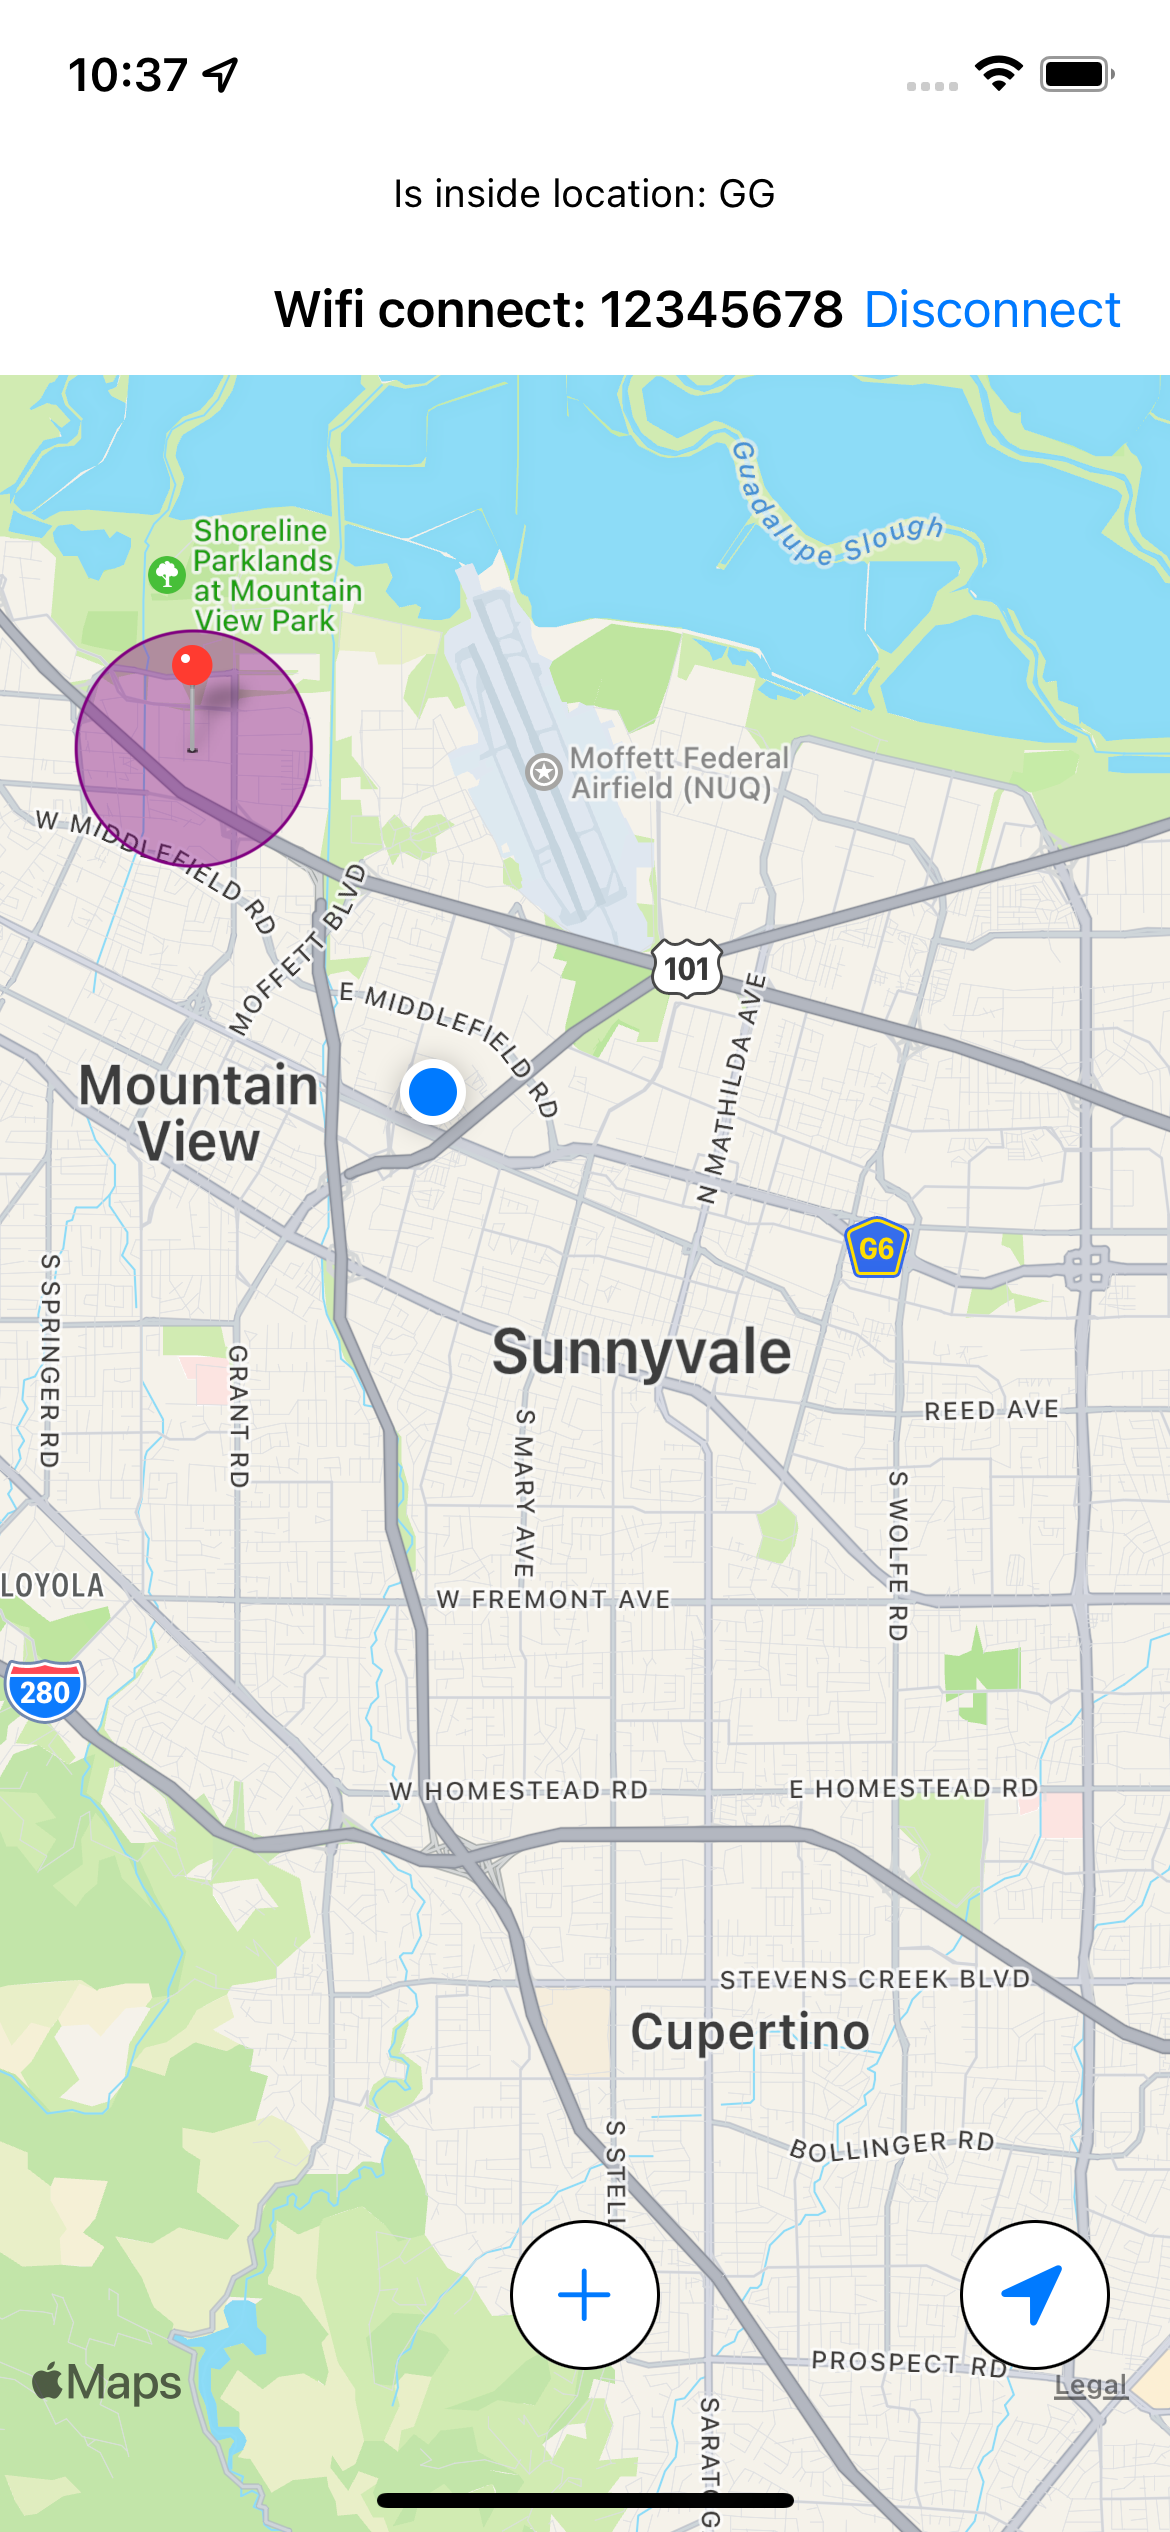 10:37
Is inside location: GG
Wifi connect: 12345678 Disconnect
Guadalupe Slough
Shoreline
Parklands
at Mountain
View Park
Moffett Federal
Airfield (NUQ)
W MIDDLEFIELD RD
MOFFETT BLVD
101
E MIDDLEFIELD RD
N MATHILDA AVE
Mountain
View
G6
S SPRINGER RD
Sunnyvale
GRANT RD
REED AVE
S MARY AVE
S WOLFE RD
LOYOLA
W FREMONT AVE
280
W HOMESTEAD RD
E HOMESTEAD RD
STEVENS CREEK BLVD
Cupertino
S STEL
BOLLINGER RD
PROSPECT RD
Maps
Legal
SARATOG